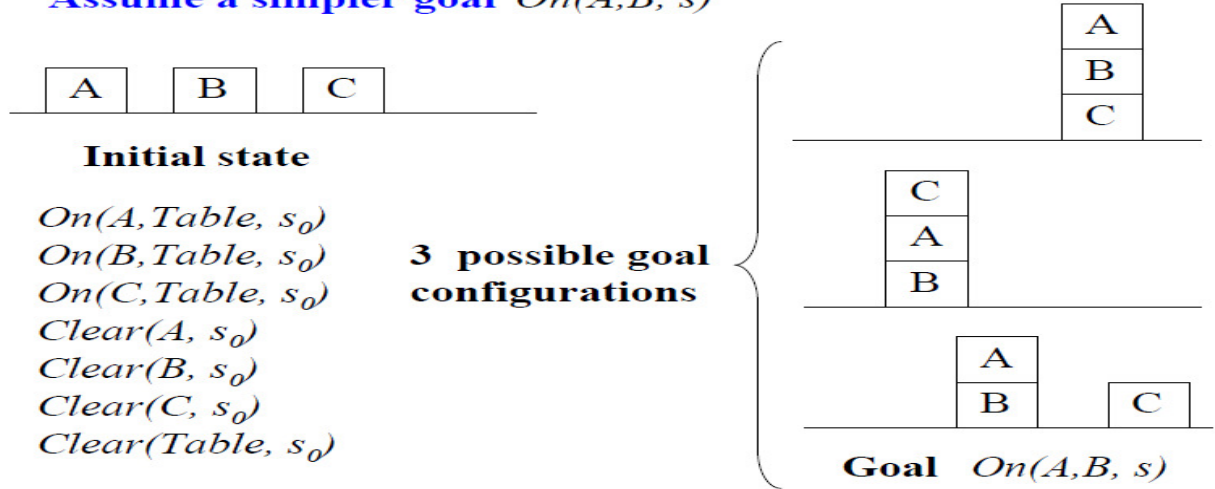 Assume a simpler goal On(A,B, s)
A B C
Initial state
On(A,Table, s0)
On(B,Table, s0)
On(C,Table, s0)
Clear(A, s0)
Clear(B, s0)
Clear(C, s0)
Clear(Table, s0)
3 possible goal
configurations
A
B
C
C
A
B
A
B C
Goal On(A,B, s)